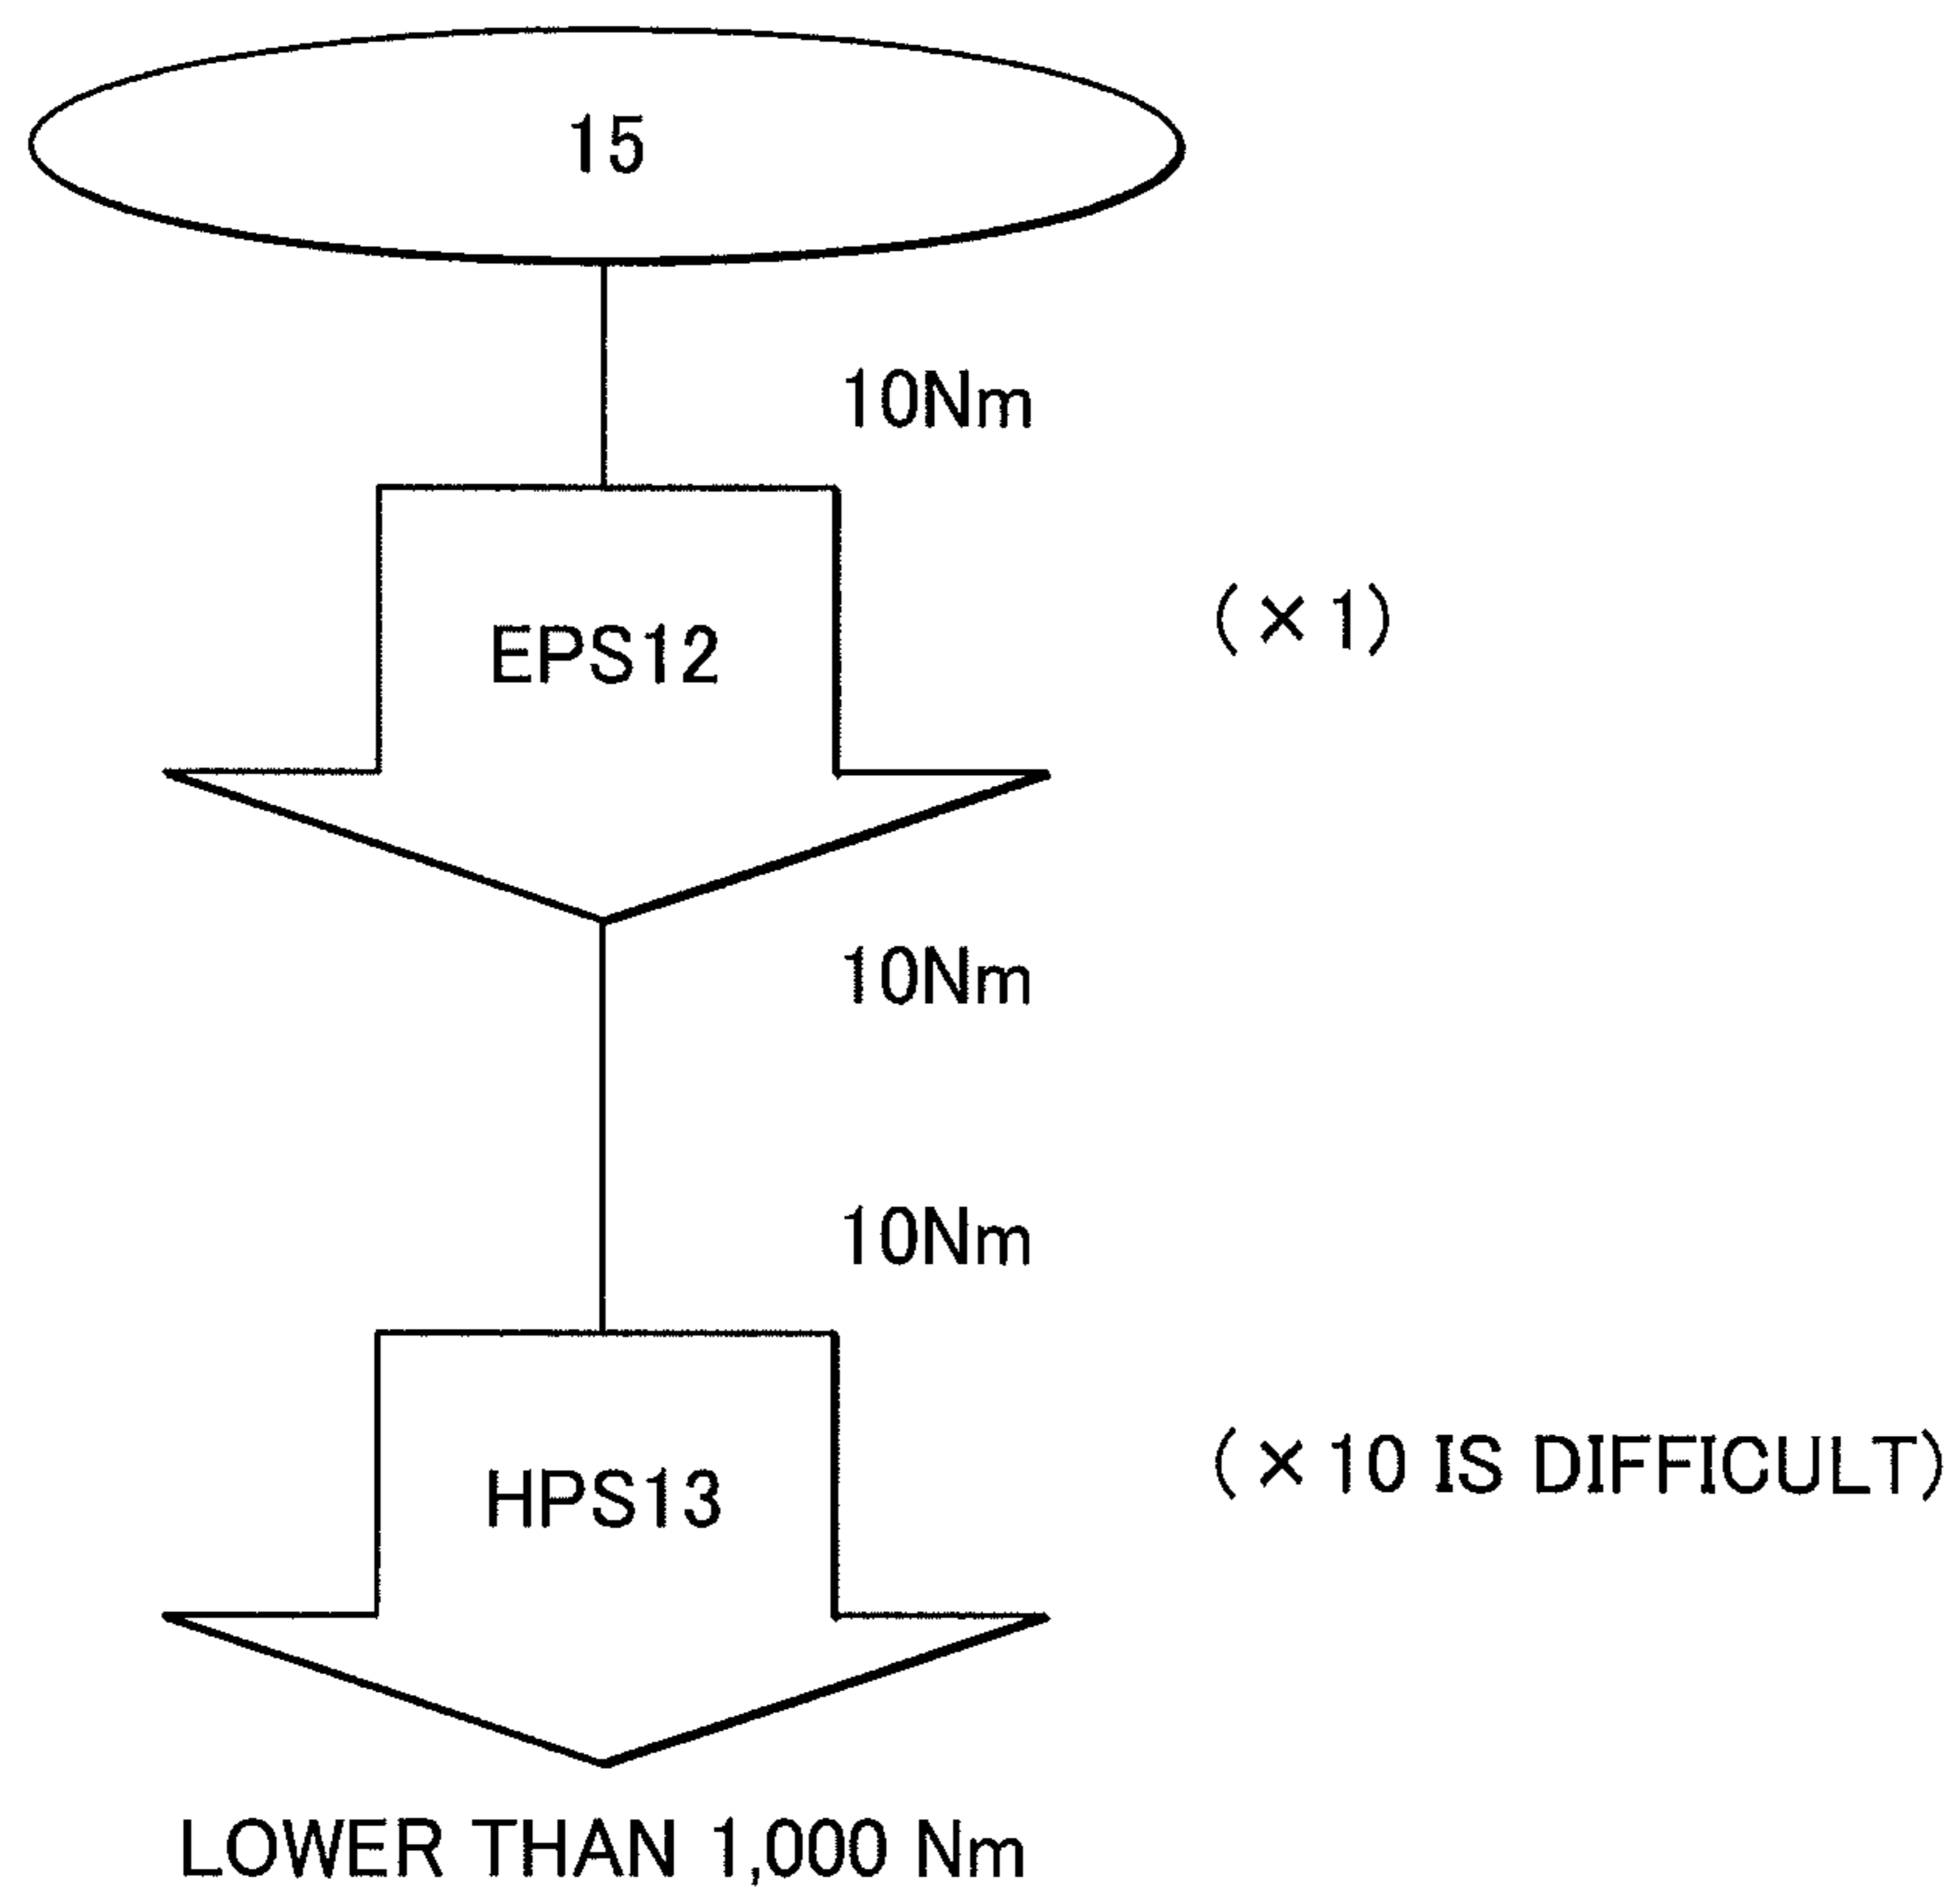 15
10Nm
EPS12
(×1)
10Nm
10Nm
HPS13
(×10 IS DIFFICULT)
LOWER THAN 1,000 Nm